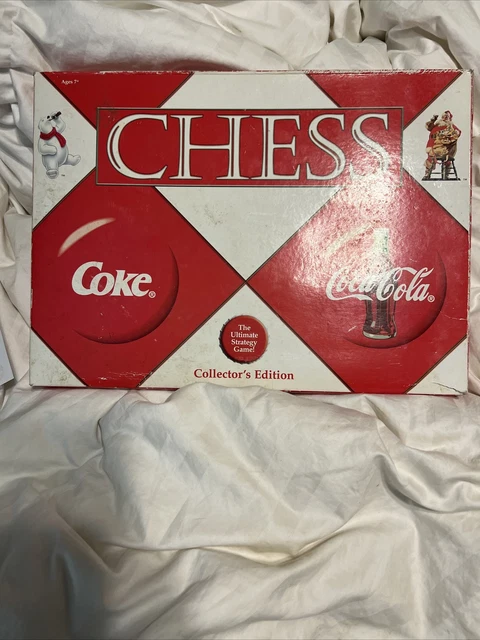 Ages 7+
CHESS
Coke®
Coca-Cola®
The
Ultimate
Strategy
Game!
Collector's Edition